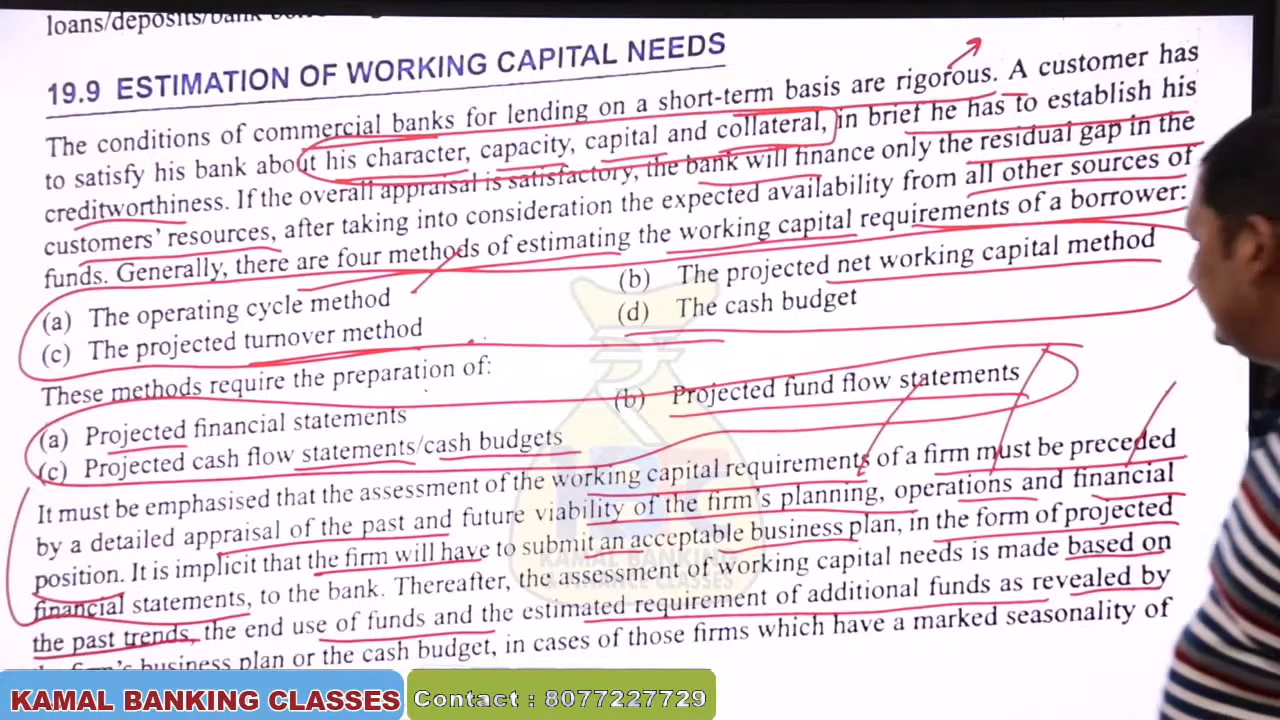 loans/deposits/bank
19.9 ESTIMATION OF WORKING CAPITAL NEEDS
The conditions of commercial banks for lending on a short-term basis are rigorous. A customer has
to satisfy his bank about his character, capacity, capital and collateral, in brief he has to establish his
creditworthiness. If the overall appraisal is satisfactory, the bank will finance only the residual gap in the
customers' resources, after taking into consideration the expected availability from all other sources of
funds. Generally, there are four methods of estimating the working capital requirements of a borrower:
(a) The operating cycle method (b) The projected net working capital method
(c) The projected turnover method (d) The cash budget
These methods require the preparation of:
(a) Projected financial statements (b) Projected fund flow statements
(c) Projected cash flow statements/cash budgets
It must be emphasised that the assessment of the working capital requirements of a firm must be preceded
by a detailed appraisal of the past and future viability of the firm's planning, operations and financial
position. It is implicit that the firm will have to submit an acceptable business plan, in the form of projected
financial statements, to the bank. Thereafter, the assessment of working capital needs is made based on
the past trends, the end use of funds and the estimated requirement of additional funds as revealed by
the firm's business plan or the cash budget, in cases of those firms which have a marked seasonality of
KAMAL BANKING
& FINANCE CLASSES
KAMAL BANKING CLASSES
Contact : 8077227729